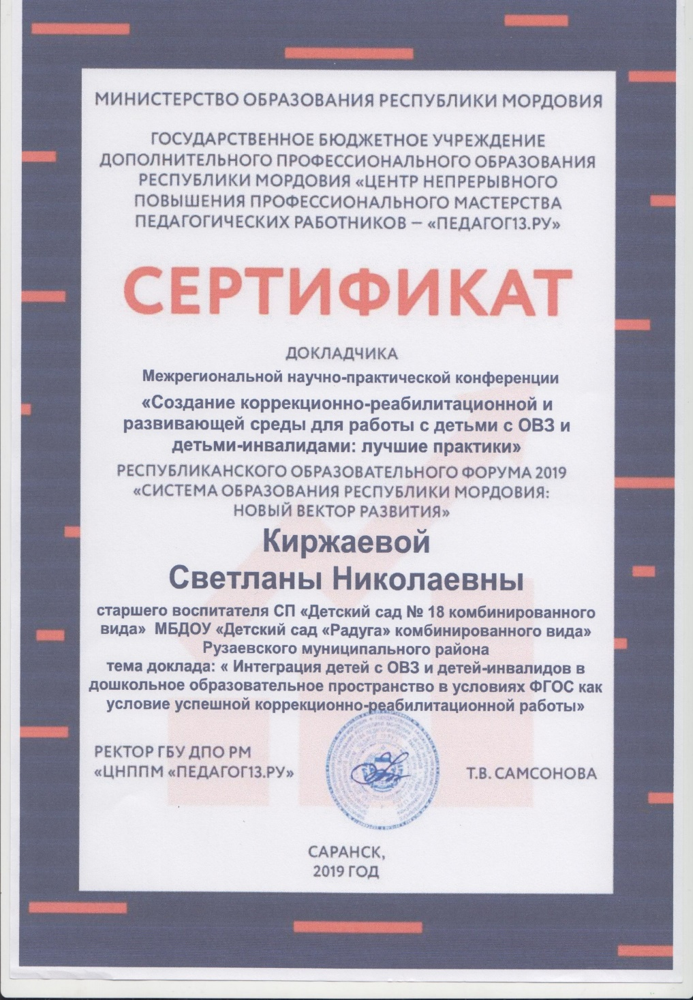 МИНИСТЕРСТВО ОБРАЗОВАНИЯ РЕСПУБЛИКИ МОРДОВИЯ
ГОСУДАРСТВЕННОЕ БЮДЖЕТНОЕ УЧРЕЖДЕНИЕ
ДОПОЛНИТЕЛЬНОГО ПРОФЕССИОНАЛЬНОГО ОБРАЗОВАНИЯ
РЕСПУБЛИКИ МОРДОВИЯ «ЦЕНТР НЕПРЕРЫВНОГО
ПОВЫШЕНИЯ ПРОФЕССИОНАЛЬНОГО МАСТЕРСТВА
ПЕДАГОГИЧЕСКИХ РАБОТНИКОВ – «ПЕДАГОГ13.РУ»
СЕРТИФИКАТ
ДОКЛАДЧИКА
Межрегиональной научно-практической конференции
«Создание коррекционно-реабилитационной и
развивающей среды для работы с детьми с ОВЗ и
детьми-инвалидами: лучшие практики»
РЕСПУБЛИКАНСКОГО ОБРАЗОВАТЕЛЬНОГО ФОРУМА 2019
«СИСТЕМА ОБРАЗОВАНИЯ РЕСПУБЛИКИ МОРДОВИЯ:
НОВЫЙ ВЕКТОР РАЗВИТИЯ»
Киржаевой
Светланы Николаевны
старшего воспитателя СП «Детский сад № 18 комбинированного
вида» МБДОУ «Детский сад «Радуга» комбинированного вида»
Рузаевского муниципального района
тема доклада: « Интеграция детей с ОВЗ и детей-инвалидов в
дошкольное образовательное пространство в условиях ФГОС как
условие успешной коррекционно-реабилитационной работы»
РЕКТОР ГБУ ДПО РМ
«ЦНППМ «ПЕДАГОГ13.РУ»
Т.В. САМСОНОВА
САРАНСК,
2019 ГОД